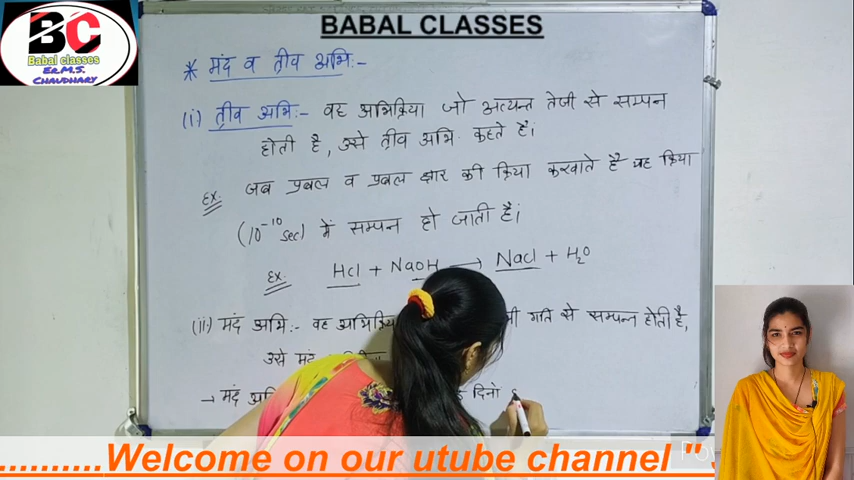 BABAL CLASSES
BC
Babal classes
Er.M.S.
CHAUDHARY
* मंद व तीव्र अभि:-
(i) तीव्र अभि:- वह अभिक्रिया जो अत्यन्त तेजी से सम्पन
होती है, उसे तीव्र अभि. कहते है।
Ex. जब प्रबल व प्रबल क्षार की क्रिया करवाते है यह क्रिया
(10⁻¹⁰ sec) में सम्पन हो जाती है।
Ex. Hcl + NaOH → Nacl + H₂O
(ii) मंद अभि:- वह अभिक्रिया गति से सम्पन्न होती है,
उसे मंद
→ मंद दिनो
..........Welcome on our utube channel "